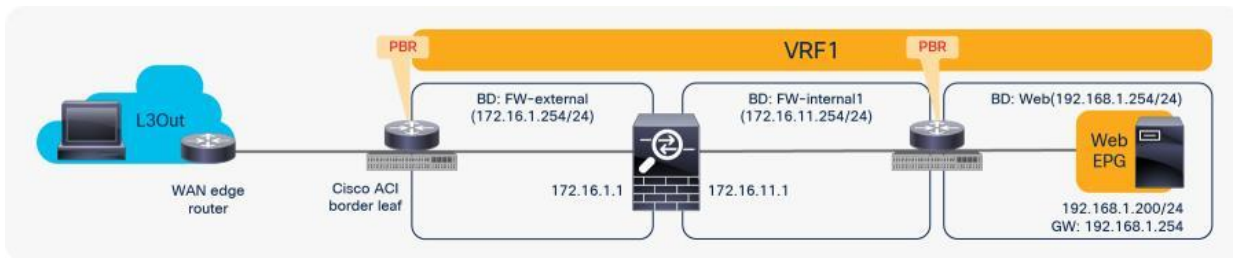 PBR
VRF1
PBR
L3Out
WAN edge
router
Cisco ACI
border leaf
BD: FW-external
(172.16.1.254/24)
172.16.1.1
BD: FW-internal1
(172.16.11.254/24)
172.16.11.1
BD: Web(192.168.1.254/24)
Web
EPG
192.168.1.200/24
GW: 192.168.1.254